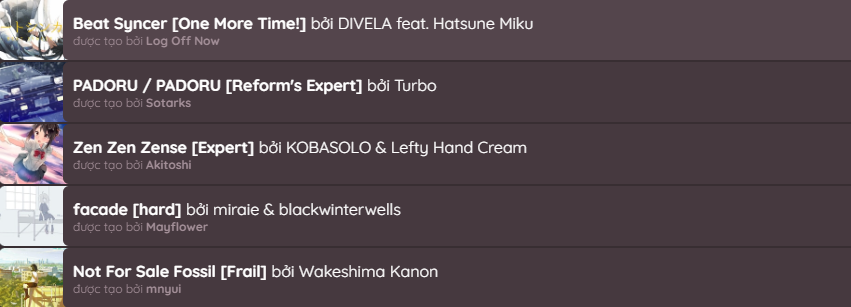 Beat Syncer [One More Time!] bởi DIVELA feat. Hatsune Miku
được tạo bởi Log Off Now
PADORU / PADORU [Reform's Expert] bởi Turbo
được tạo bởi Sotarks
Zen Zen Zense [Expert] bởi KOBASOLO & Lefty Hand Cream
được tạo bởi Akitoshi
facade [hard] bởi miraie & blackwinterwells
được tạo bởi Mayflower
Not For Sale Fossil [Frail] bởi Wakeshima Kanon
được tạo bởi mnyui